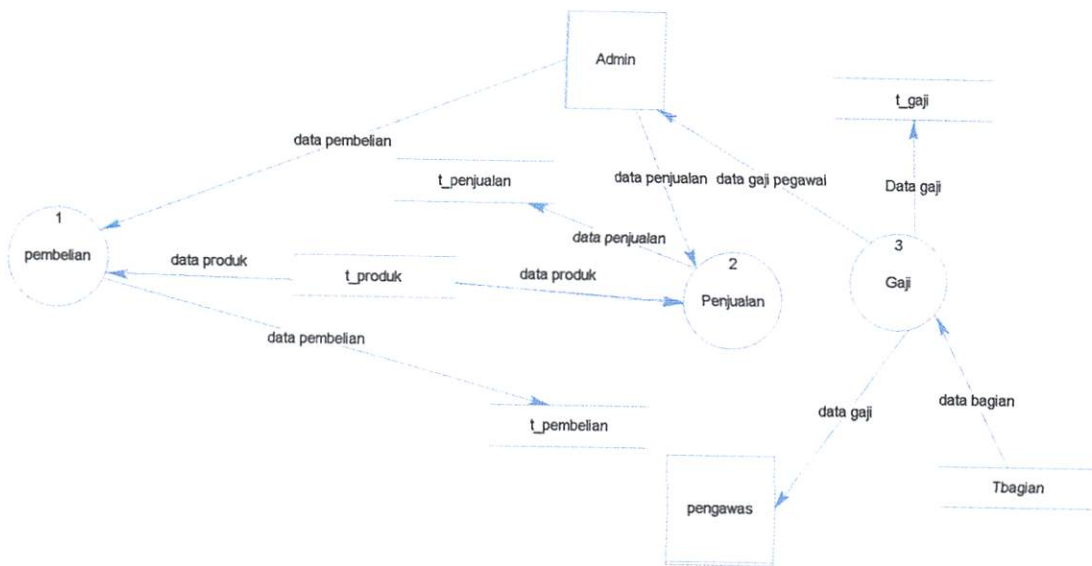 Admin
t_gaji
data pembelian
t_penjualan
data penjualan
data gaji pegawai
Data gaji
1
pembelian
data penjualan
data produk
t_produk
data produk
2
Penjualan
3
Gaji
data pembelian
t_pembelian
data gaji
data bagian
pengawas
Tbagian